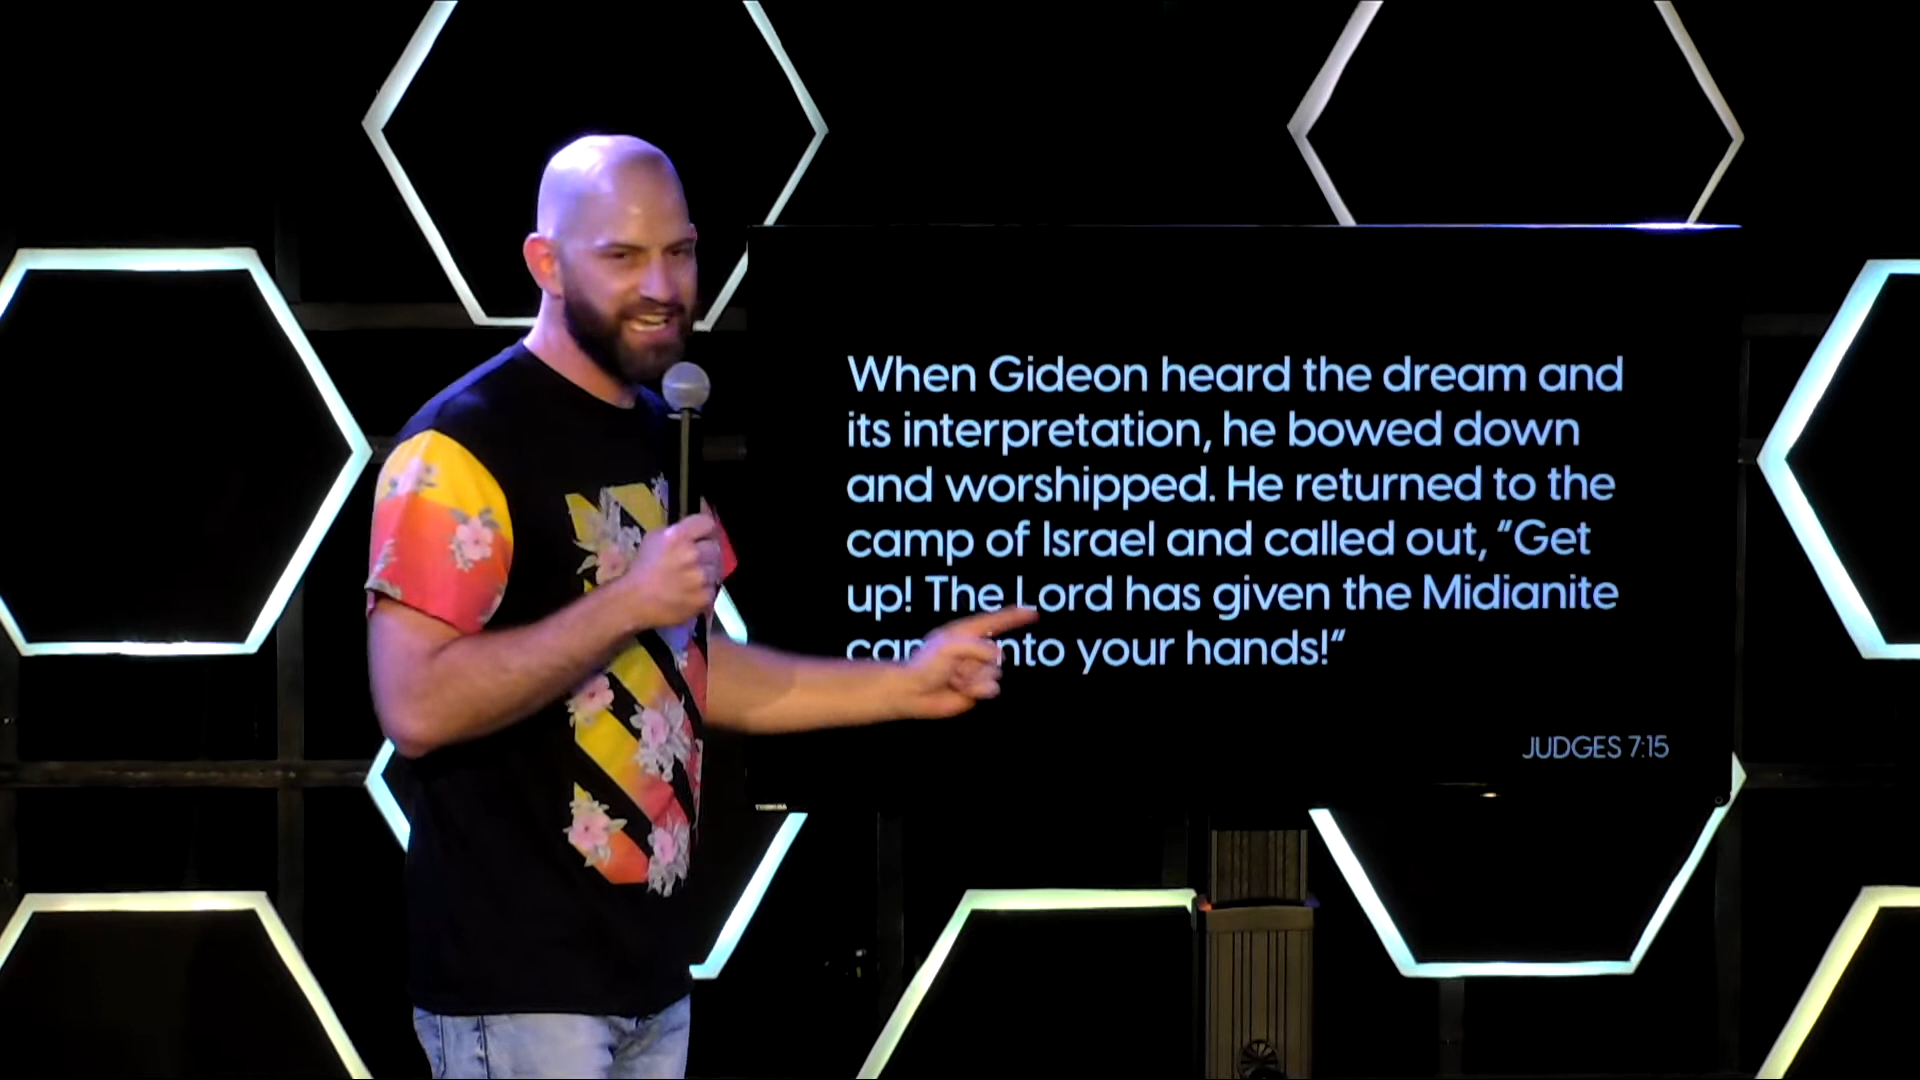 When Gideon heard the dream and
its interpretation, he bowed down
and worshipped. He returned to the
camp of Israel and called out, “Get
up! The Lord has given the Midianite
into your hands!”
JUDGES 7:15
TOSHIBA